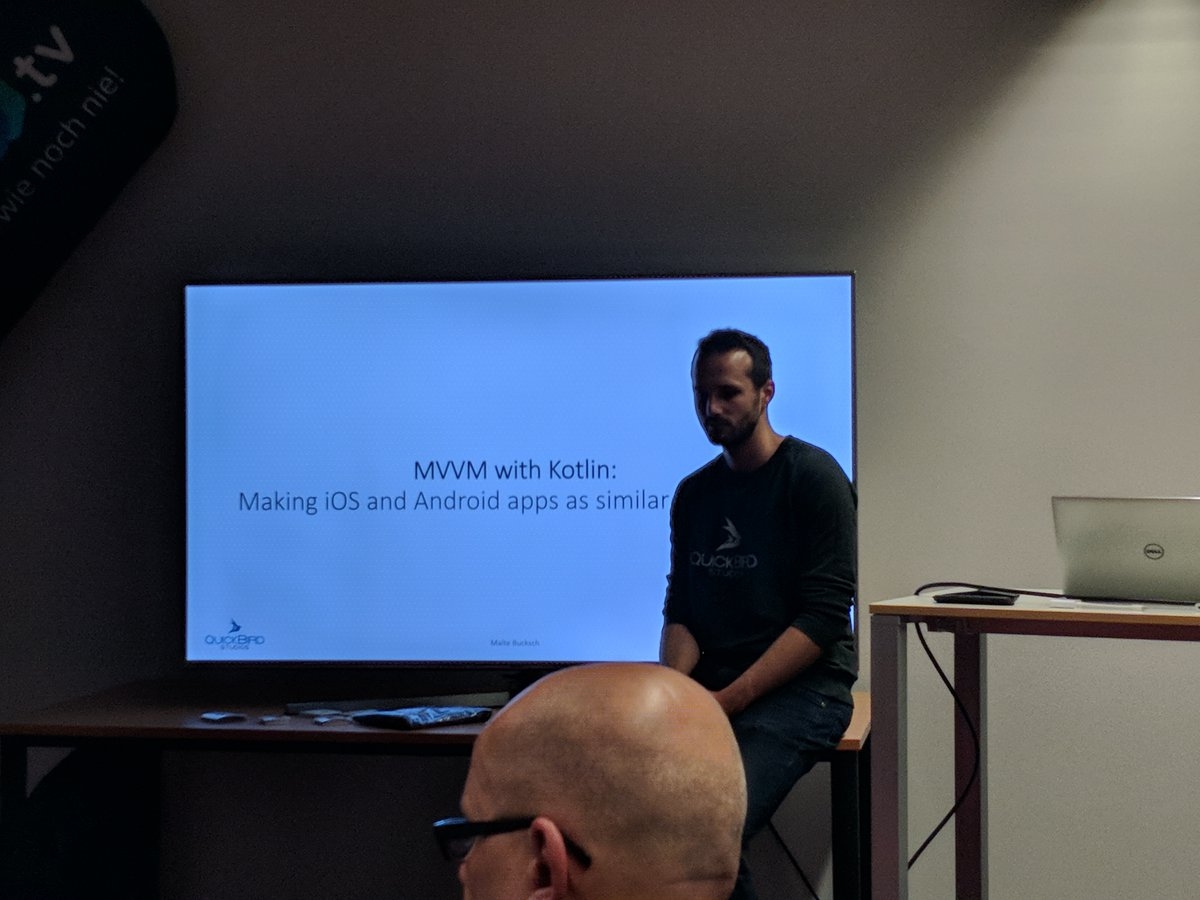 .tv
wie noch nie!
MVVM with Kotlin:
Making iOS and Android apps as similar
QUICKBIRD
STUDIOS
Malte Bucksch
QUICKBIRD
STUDIOS
DELL